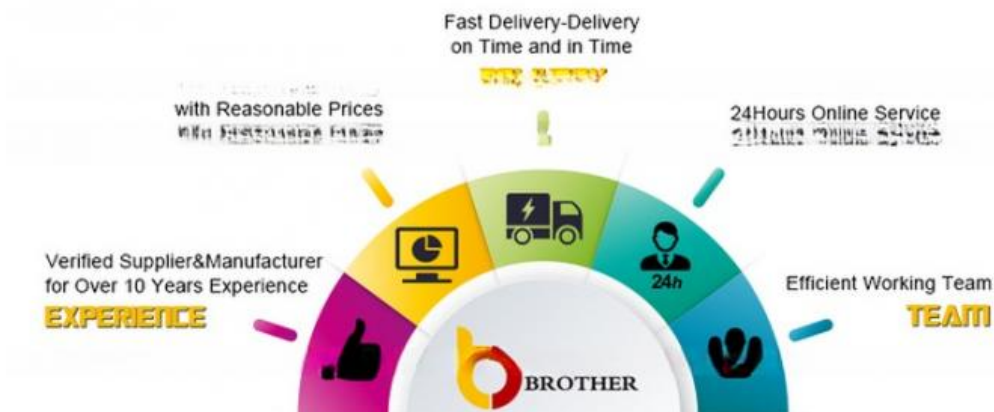 Fast Delivery-Delivery
on Time and in Time
with Reasonable Prices
24Hours Online Service
Verified Supplier&Manufacturer
for Over 10 Years Experience
EXPERIENCE
Efficient Working Team
TEAM
24h
BROTHER